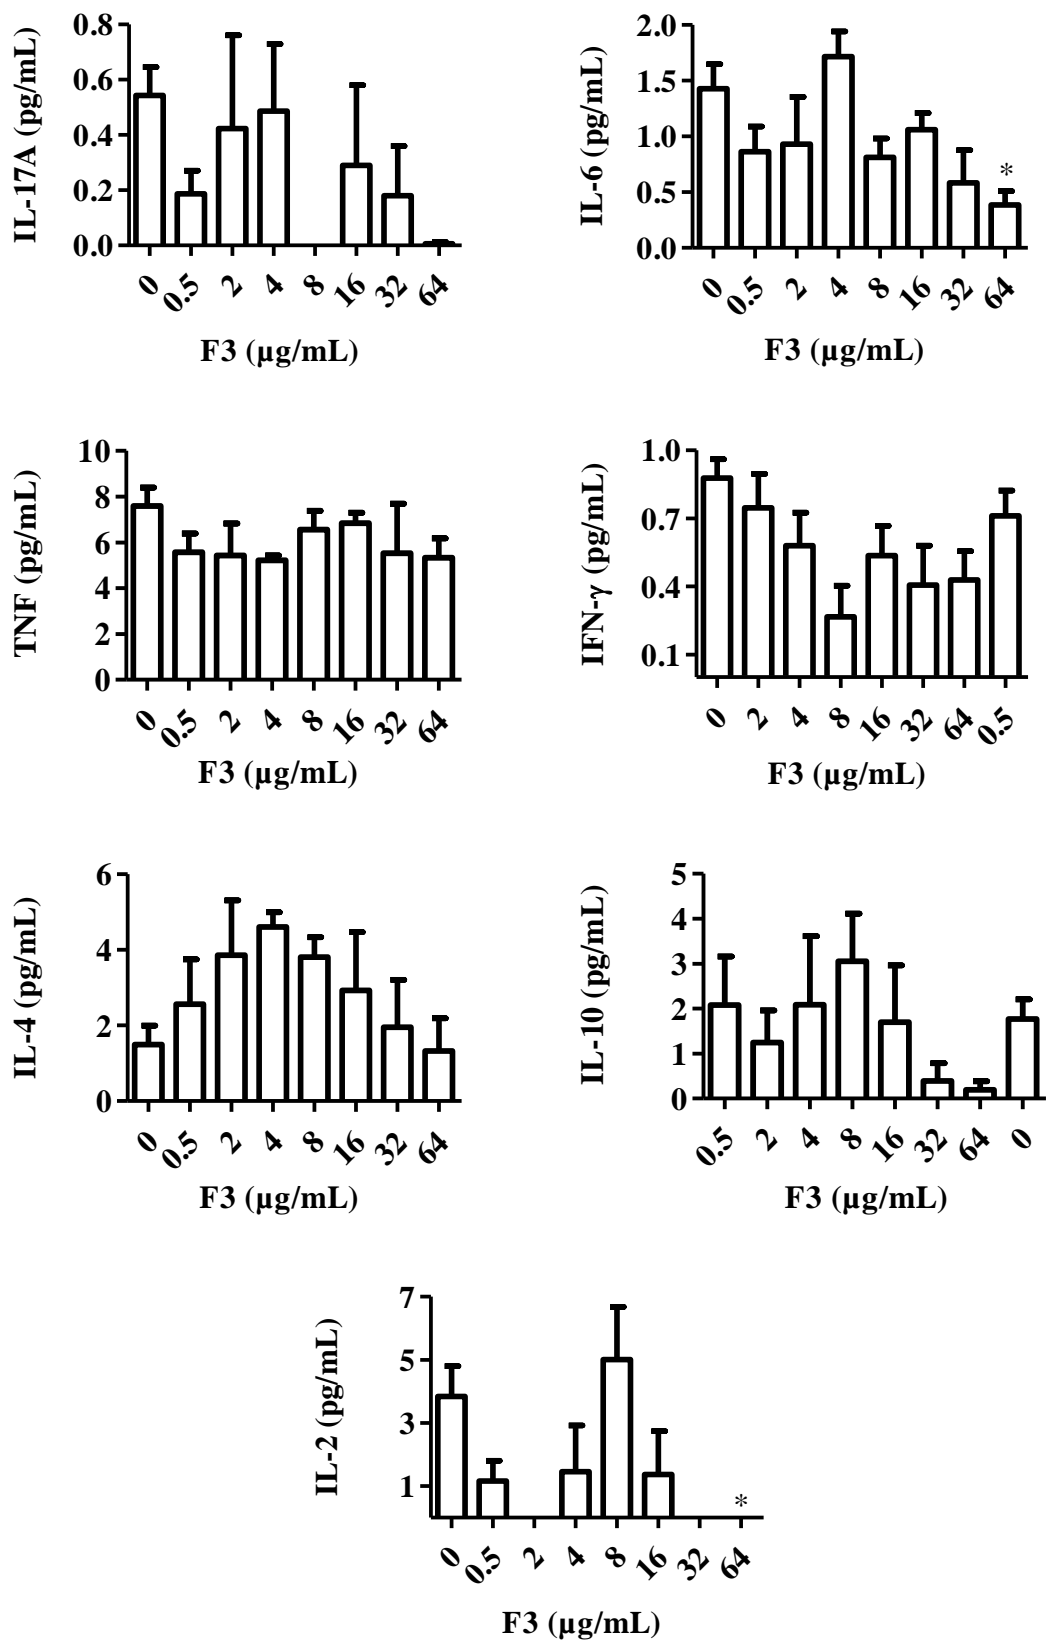 IL-17A (pg/mL)
0.8
0.6
0.4
0.2
0.0
0 0.5 2 4 8 16 32 64
F3 (µg/mL)
IL-6 (pg/mL)
2.0
1.5
1.0
0.5
0.0
*
0 0.5 2 4 8 16 32 64
F3 (µg/mL)
TNF (pg/mL)
10
8
6
4
2
0
0 0.5 2 4 8 16 32 64
F3 (µg/mL)
IFN-γ (pg/mL)
1.0
0.7
0.4
0.1
0 2 4 8 16 32 64 0.5
F3 (µg/mL)
IL-4 (pg/mL)
6
4
2
0
0 0.5 2 4 8 16 32 64
F3 (µg/mL)
IL-10 (pg/mL)
5
4
3
2
1
0
0.5 2 4 8 16 32 64 0
F3 (µg/mL)
IL-2 (pg/mL)
7
5
3
1
*
0 0.5 2 4 8 16 32 64
F3 (µg/mL)